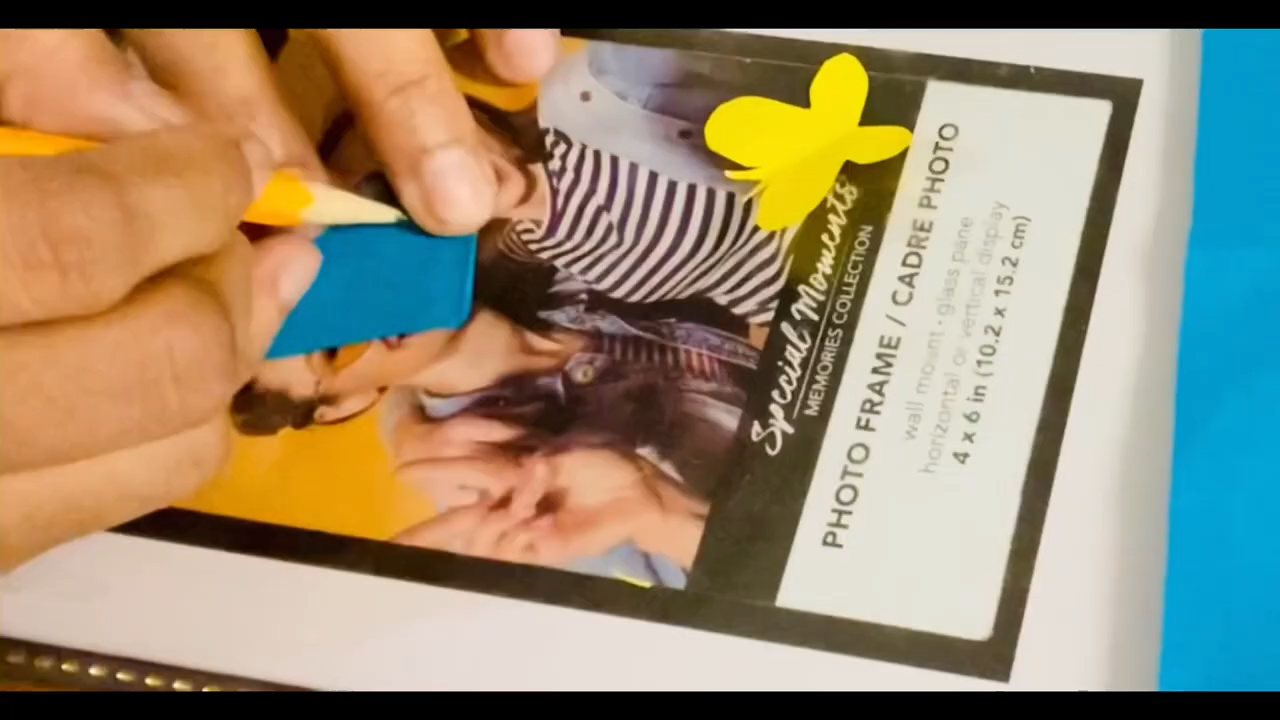 Special Moments
MEMORIES COLLECTION
PHOTO FRAME / CADRE PHOTO
wall mount · glass pane
horizontal or vertical display
4 x 6 in (10.2 x 15.2 cm)